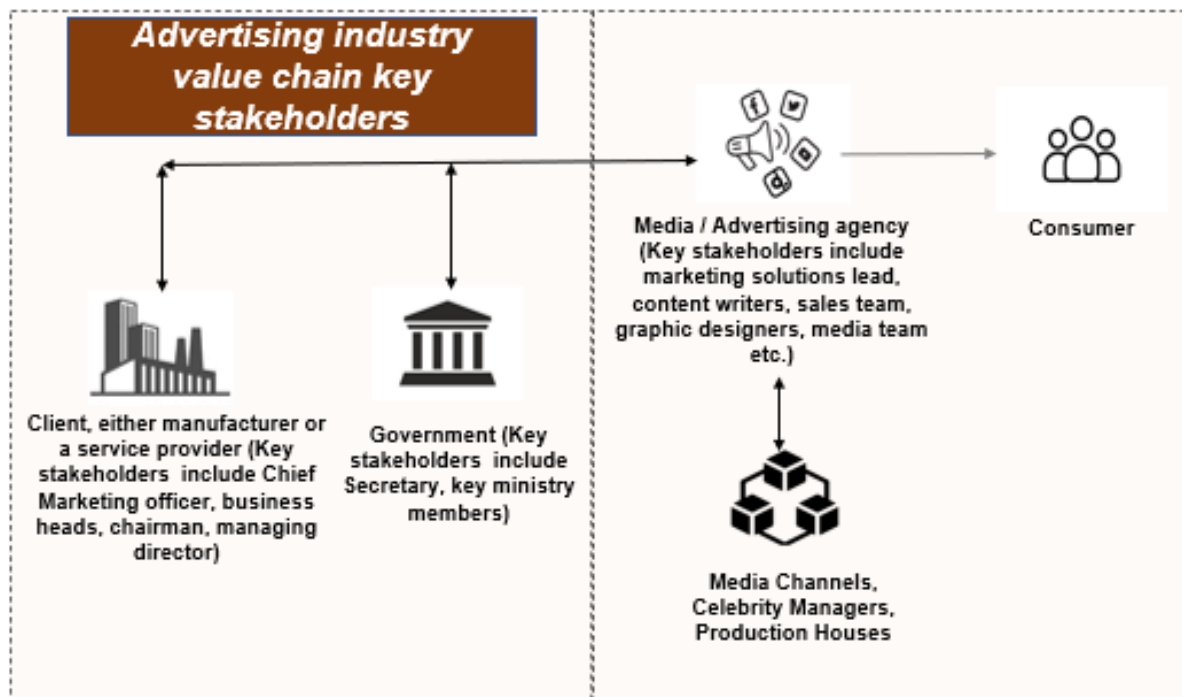 Advertising industry
value chain key
stakeholders
Media / Advertising agency
(Key stakeholders include
marketing solutions lead,
content writers, sales team,
graphic designers, media team
etc.)
Consumer
Client, either manufacturer or
a service provider (Key
stakeholders include Chief
Marketing officer, business
heads, chairman, managing
director)
Government (Key
stakeholders include
Secretary, key ministry
members)
Media Channels,
Celebrity Managers,
Production Houses